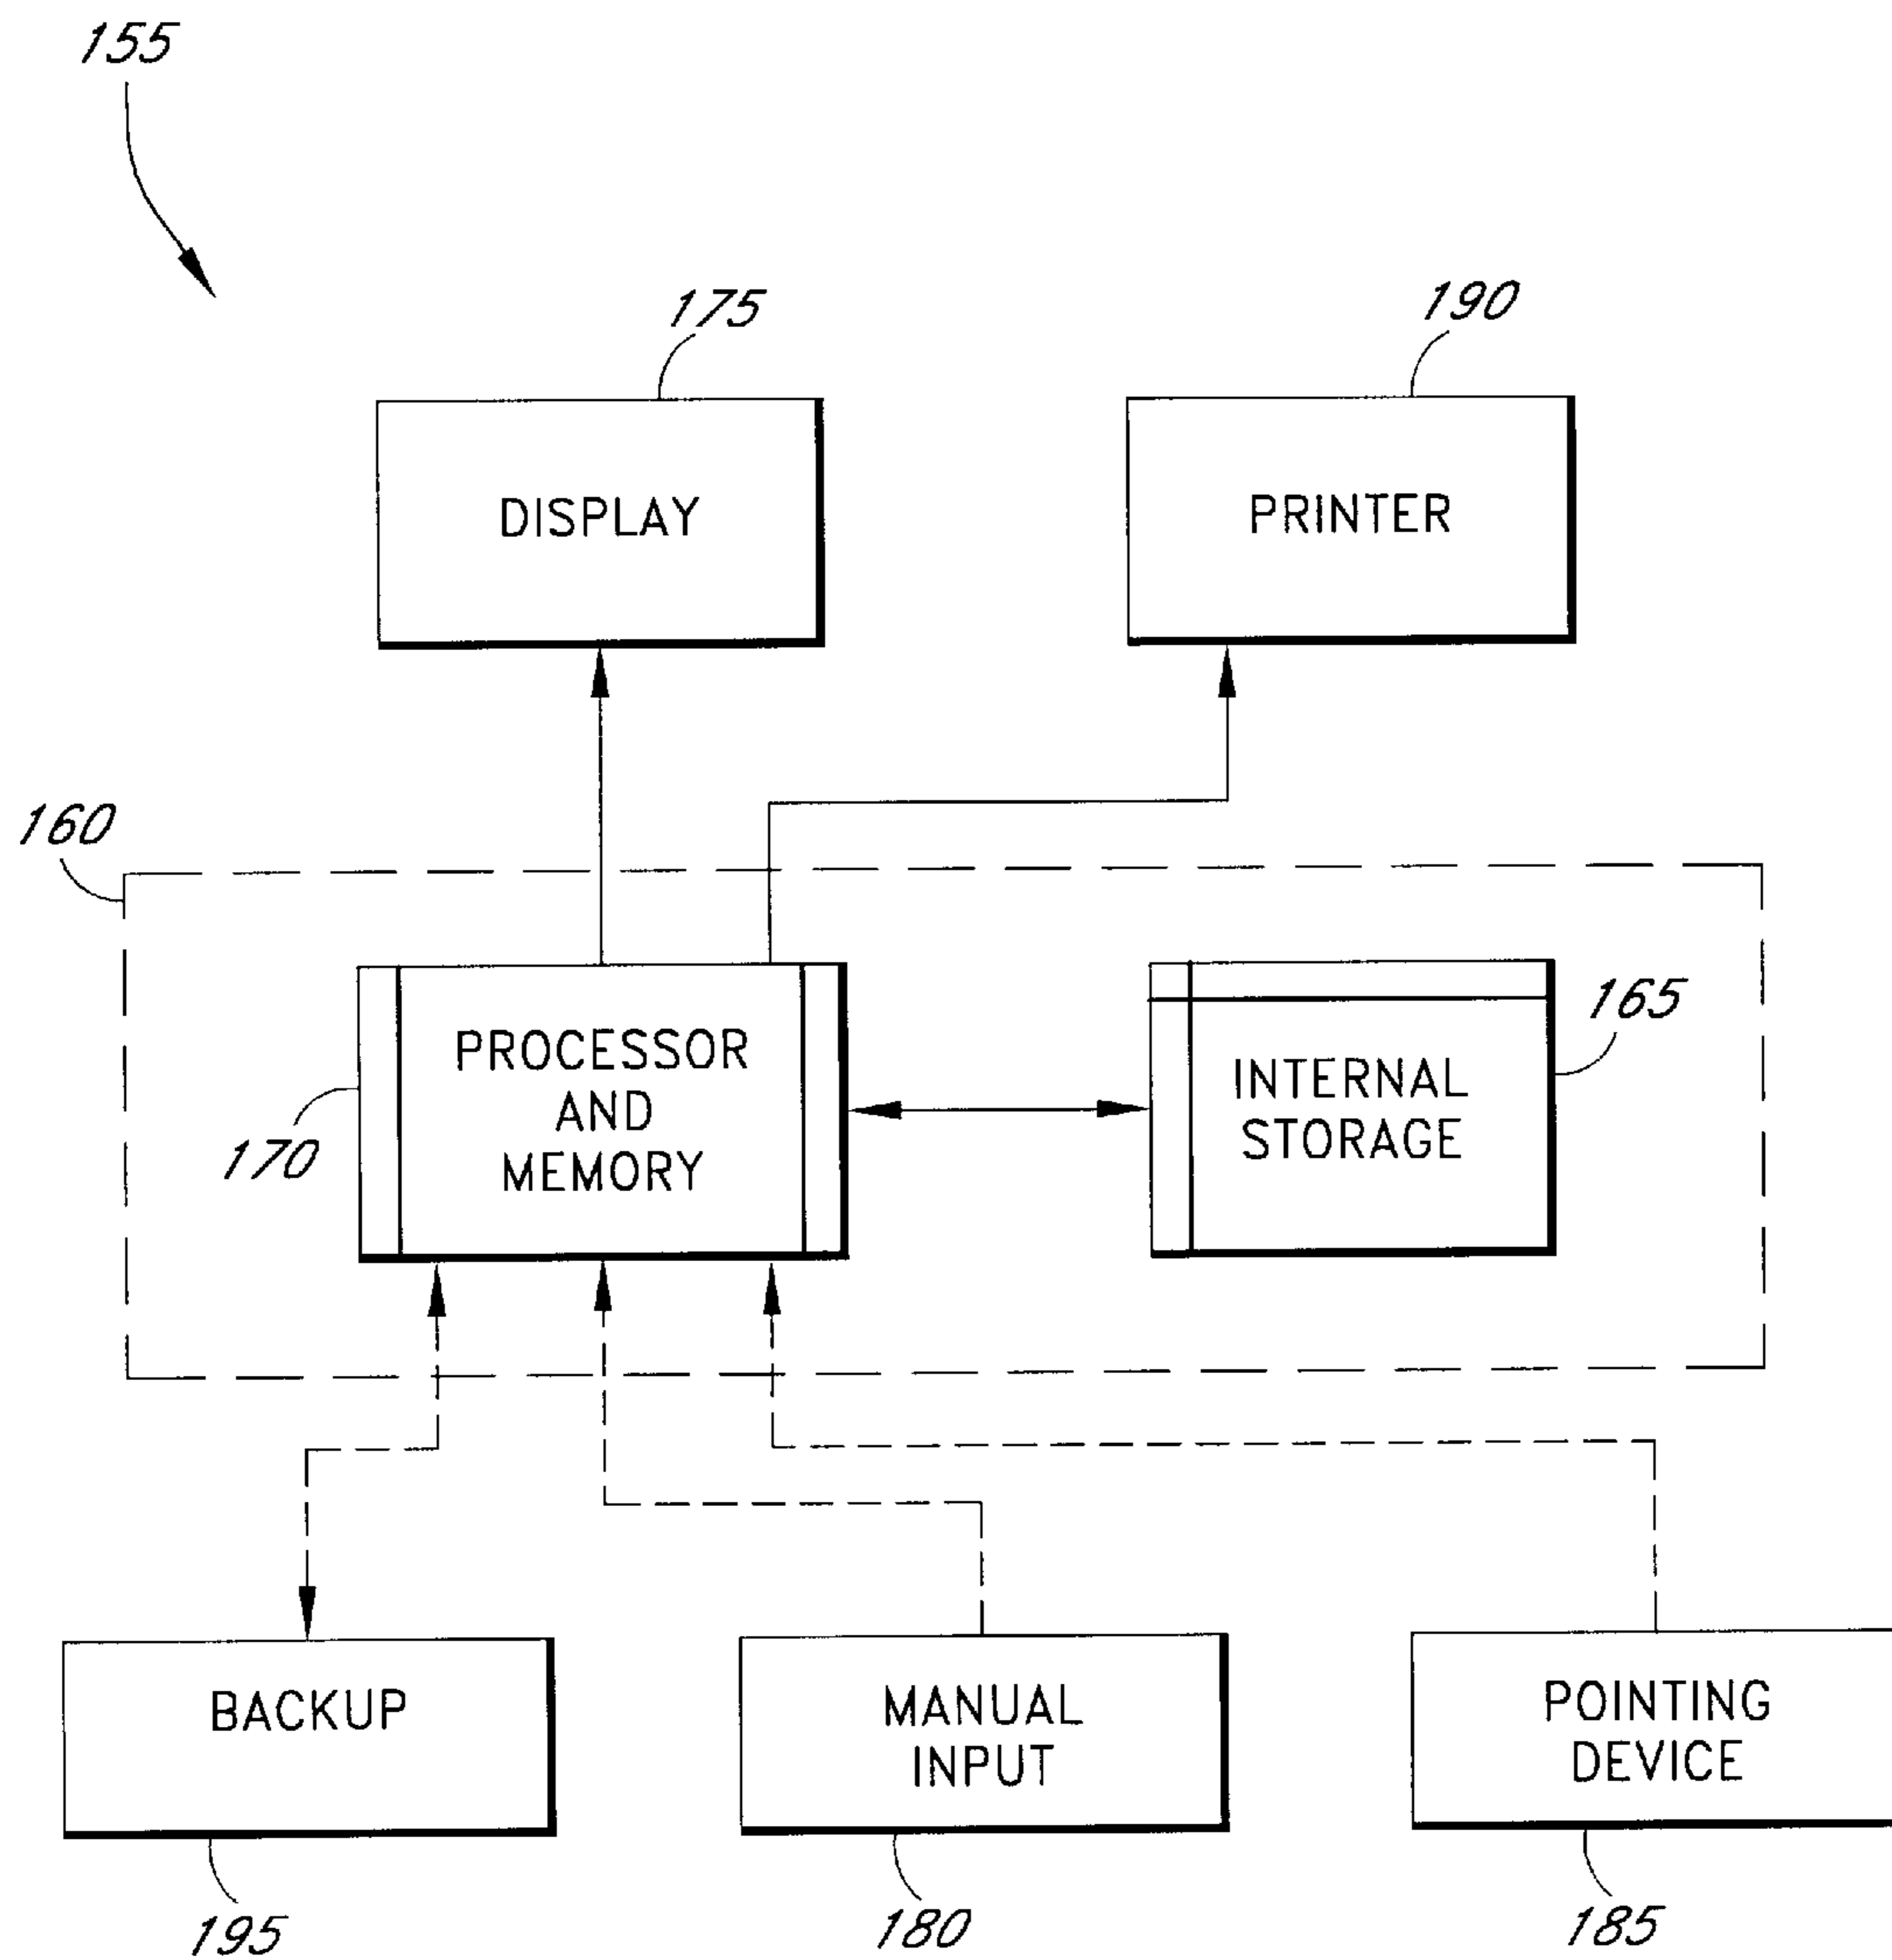 155
175
190
DISPLAY
PRINTER
160
PROCESSOR
AND
MEMORY
170
INTERNAL
STORAGE
165
BACKUP
MANUAL
INPUT
POINTING
DEVICE
195
180
185